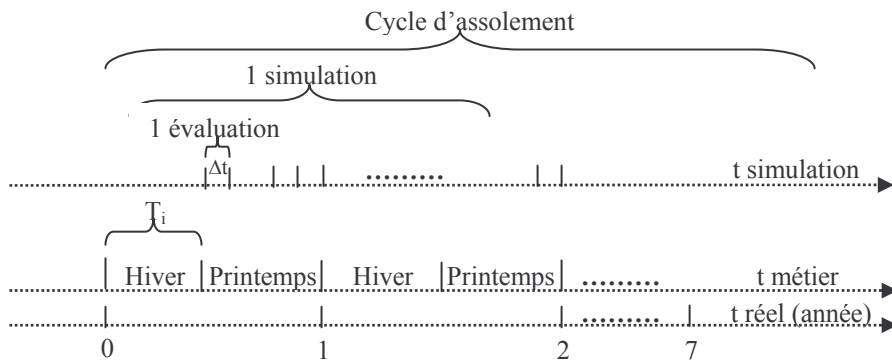 Cycle d’assolement
1 simulation
1 évaluation
Δt
......... t simulation
Ti
Hiver Printemps Hiver Printemps ......... t métier
......... t réel (année)
0 1 2 7